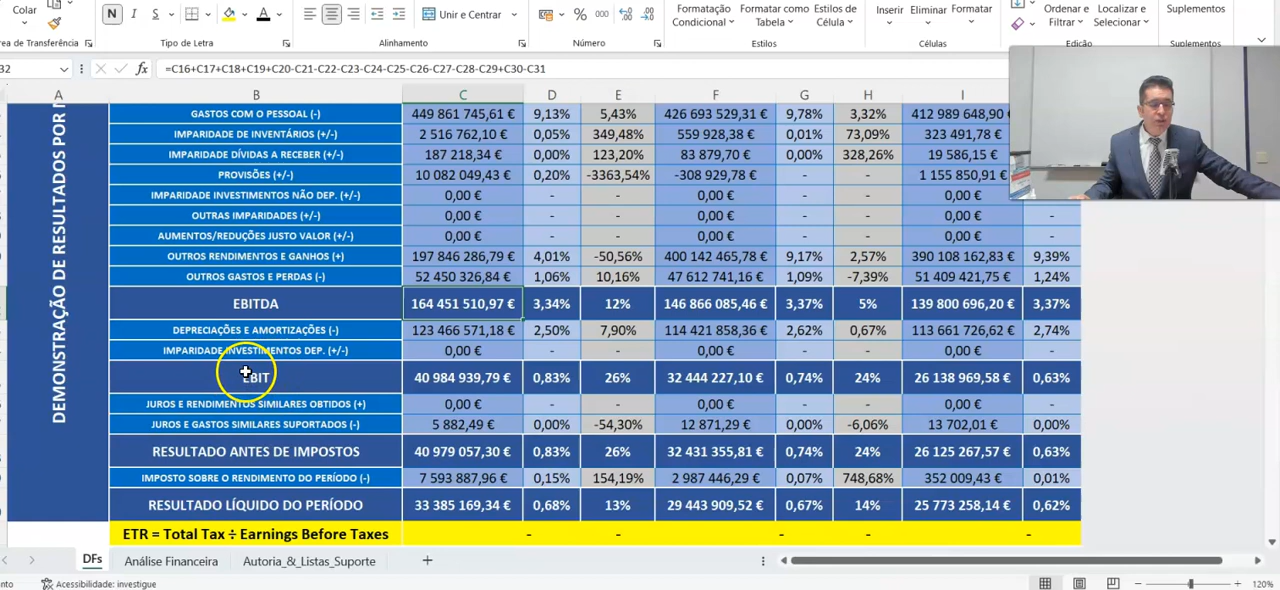 Colar
N I S A
Unir e Centrar
% 000
Formatação Condicional
Formatar como Tabela
Estilos de Célula
Inserir Eliminar Formatar
Ordenar e Filtrar
Localizar e Selecionar
Suplementos
ea de Transferência Tipo de Letra Alinhamento Número Estilos Células Edição Suplementos
32 fx =C16+C17+C18+C19+C20-C21-C22-C23-C24-C25-C26-C27-C28-C29+C30-C31
A B C D E F G H I
DEMONSTRAÇÃO DE RESULTADOS POR
GASTOS COM O PESSOAL (-) 449 861 745,61 € 9,13% 5,43% 426 693 529,31 € 9,78% 3,32% 412 989 648,90
IMPARIDADE DE INVENTÁRIOS (+/-) 2 516 762,10 € 0,05% 349,48% 559 928,38 € 0,01% 73,09% 323 491,78 €
IMPARIDADE DÍVIDAS A RECEBER (+/-) 187 218,34 € 0,00% 123,20% 83 879,70 € 0,00% 328,26% 19 586,15 €
PROVISÕES (+/-) 10 082 049,43 € 0,20% -3363,54% -308 929,78 € - - 1 155 850,91 €
IMPARIDADE INVESTIMENTOS NÃO DEP. (+/-) 0,00 € - - 0,00 € - - 0,00 €
OUTRAS IMPARIDADES (+/-) 0,00 € - - 0,00 € - - 0,00 € -
AUMENTOS/REDUÇÕES JUSTO VALOR (+/-) 0,00 € - - 0,00 € - - 0,00 € -
OUTROS RENDIMENTOS E GANHOS (+) 197 846 286,79 € 4,01% -50,56% 400 142 465,78 € 9,17% 2,57% 390 108 162,83 € 9,39%
OUTROS GASTOS E PERDAS (-) 52 450 326,84 € 1,06% 10,16% 47 612 741,16 € 1,09% -7,39% 51 409 421,75 € 1,24%
EBITDA 164 451 510,97 € 3,34% 12% 146 866 085,46 € 3,37% 5% 139 800 696,20 € 3,37%
DEPRECIAÇÕES E AMORTIZAÇÕES (-) 123 466 571,18 € 2,50% 7,90% 114 421 858,36 € 2,62% 0,67% 113 661 726,62 € 2,74%
IMPARIDADE INVESTIMENTOS DEP. (+/-) 0,00 € - - 0,00 € - - 0,00 € -
EBIT 40 984 939,79 € 0,83% 26% 32 444 227,10 € 0,74% 24% 26 138 969,58 € 0,63%
JUROS E RENDIMENTOS SIMILARES OBTIDOS (+) 0,00 € - - 0,00 € - - 0,00 € -
JUROS E GASTOS SIMILARES SUPORTADOS (-) 5 882,49 € 0,00% -54,30% 12 871,29 € 0,00% -6,06% 13 702,01 € 0,00%
RESULTADO ANTES DE IMPOSTOS 40 979 057,30 € 0,83% 26% 32 431 355,81 € 0,74% 24% 26 125 267,57 € 0,63%
IMPOSTO SOBRE O RENDIMENTO DO PERÍODO (-) 7 593 887,96 € 0,15% 154,19% 2 987 446,29 € 0,07% 748,68% 352 009,43 € 0,01%
RESULTADO LÍQUIDO DO PERÍODO 33 385 169,34 € 0,68% 13% 29 443 909,52 € 0,67% 14% 25 773 258,14 € 0,62%
ETR = Total Tax ÷ Earnings Before Taxes - - - - -
DFs Análise Financeira Autoria_&_Listas_Suporte +
nto Acessibilidade: investigue 120%